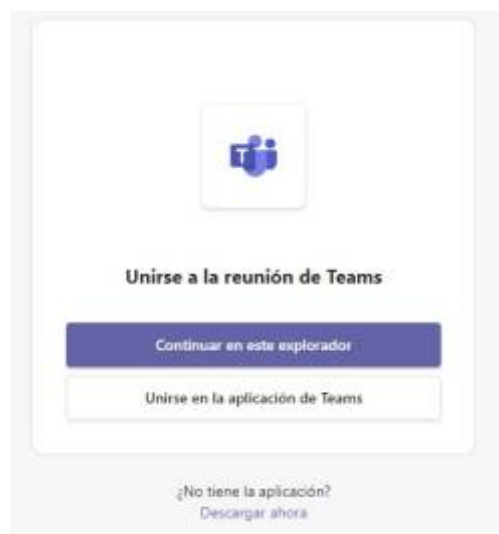 T
Unirse a la reunión de Teams
Continuar en este explorador
Unirse en la aplicación de Teams
¿No tiene la aplicación?
Descargar ahora